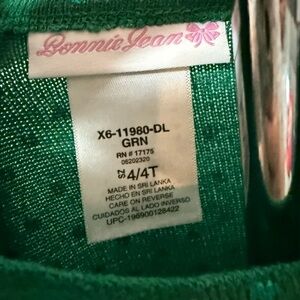 Bonnie Jean
X6-11980-DL
GRN
RN # 17175
06202320
SZ 4/4T
MADE IN SRI LANKA
HECHO EN SRI LANKA
CARE ON REVERSE
CUIDADOS AL LADO INVERSO
UPC-196900128422